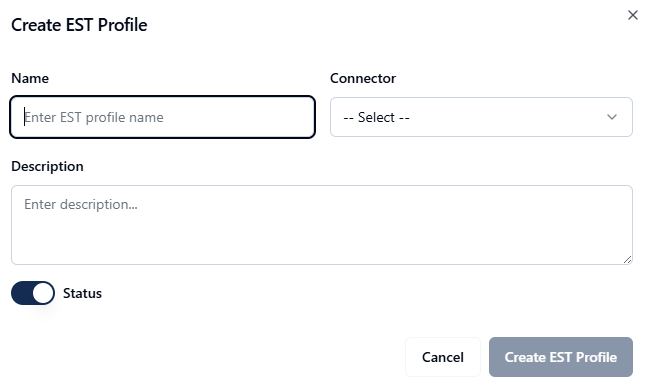 Create EST Profile
Name
Connector
Enter EST profile name
-- Select --
Description
Enter description...
Status
Cancel
Create EST Profile